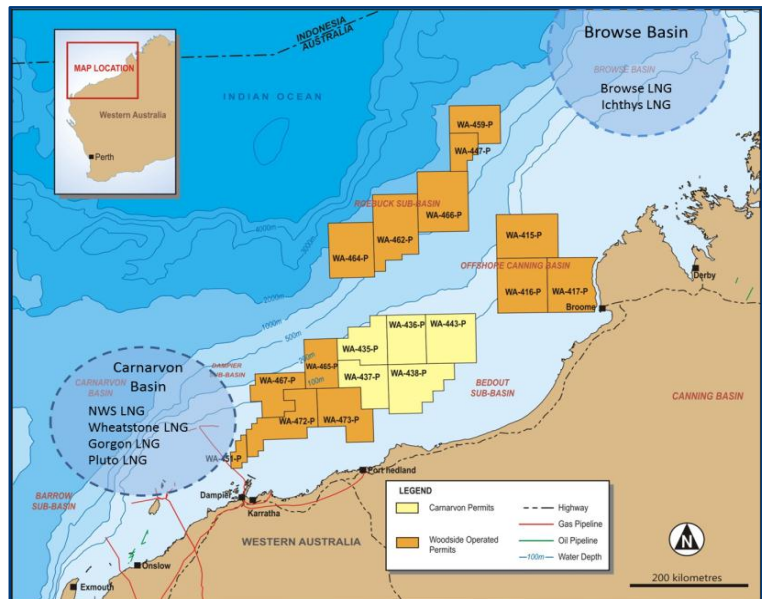 INDONESIA
AUSTRALIA
Browse Basin
BROWSE BASIN
Browse LNG
Ichthys LNG
MAP LOCATION
Western Australia
Perth
INDIAN OCEAN
WA-459-P
WA-447-P
ROEBUCK SUB-BASIN
WA-466-P
WA-462-P
WA-464-P
4000m
3000m
2000m
1000m
500m
200m
100m
WA-415-P
OFFSHOPE CANNING BASIN
WA-416-P
WA-417-P
Broome
Derby
WA-436-P
WA-443-P
WA-435-P
WA-465-P
WA-437-P
WA-438-P
DAMPIER
SUB-BASIN
WA-467-P
WA-472-P
WA-473-P
WA-451-P
BEDOUT
SUB-BASIN
CANNING BASIN
Carnarvon
Basin
CARNARVON
BASIN
NWS LNG
Wheatstone LNG
Gorgon LNG
Pluto LNG
BARROW
SUB-BASIN
Port hedland
Dampier
Karratha
WESTERN AUSTRALIA
Onslow
Exmouth
LEGEND
Carnarvon Permits
Woodside Operated
Permits
Highway
Gas Pipeline
Oil Pipeline
100m
Water Depth
N
200 kilometres